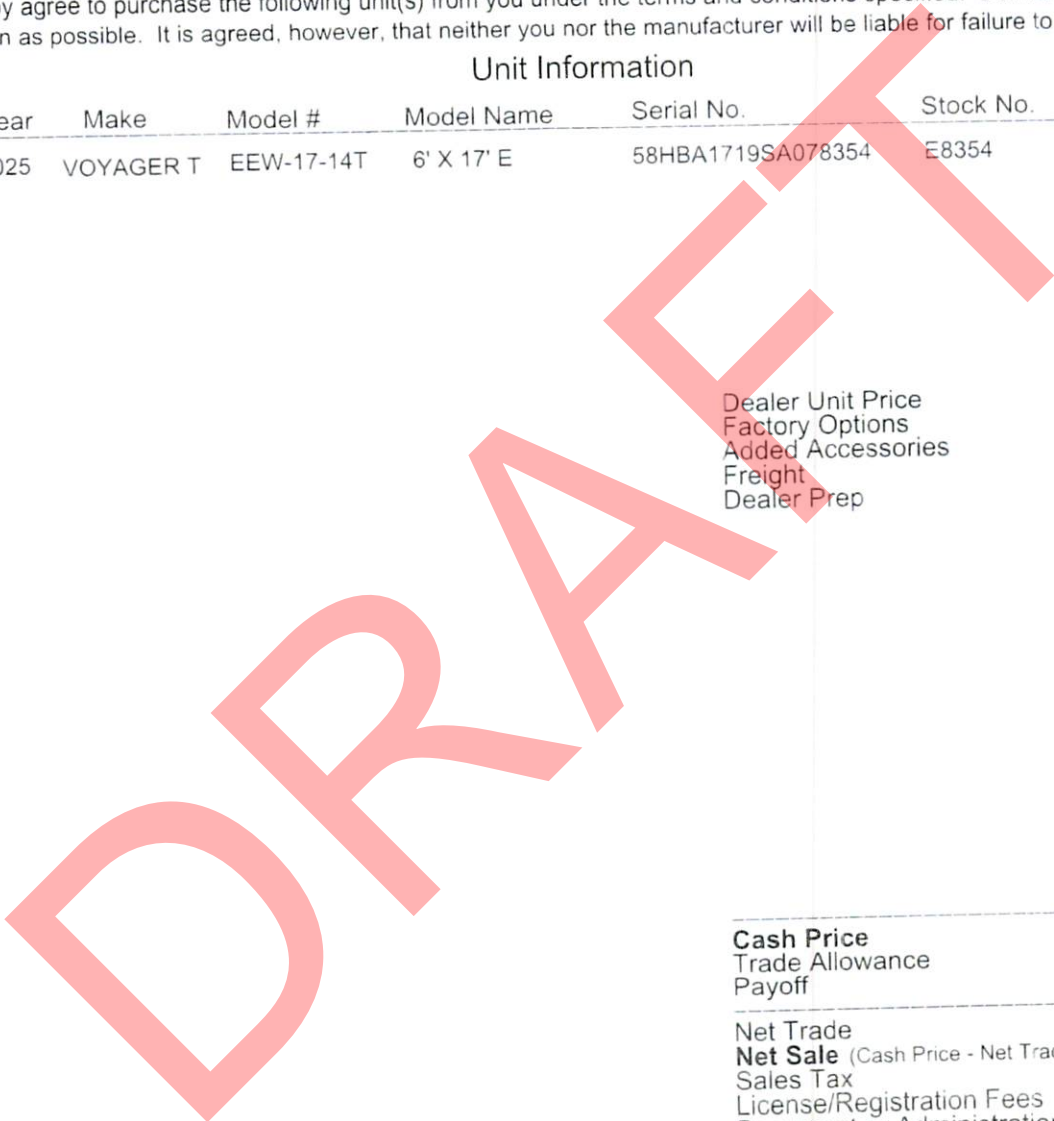 agree to purchase the following unit(s) from you under the terms and conditions
as possible. It is agreed, however, that neither you nor the manufacturer will be liable for failure to
Unit Information
ear Make Model # Model Name Serial No. Stock No.
025 VOYAGER T EEW-17-14T 6' X 17' E 58HBA1719SA078354 E8354
Dealer Unit Price
Factory Options
Added Accessories
Freight
Dealer Prep
Cash Price
Trade Allowance
Payoff
Net Trade
Net Sale (Cash Price - Net Trad
Sales Tax
License/Registration Fees
DRAFT